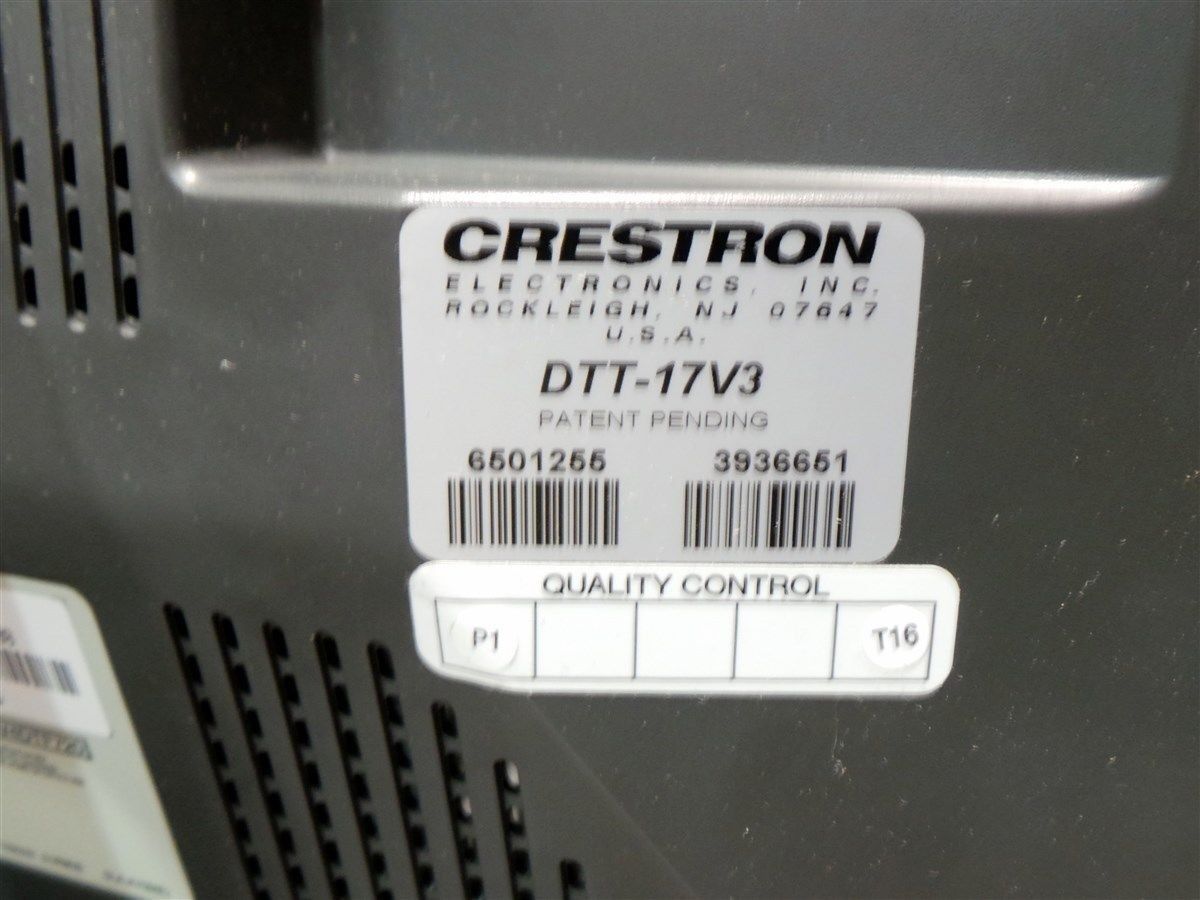 CRESTRON
ELECTRONICS, INC.
ROCKLEIGH, NJ 07647
U.S.A.
DTT-17V3
PATENT PENDING
6501255 3936651
QUALITY CONTROL
P1 T16